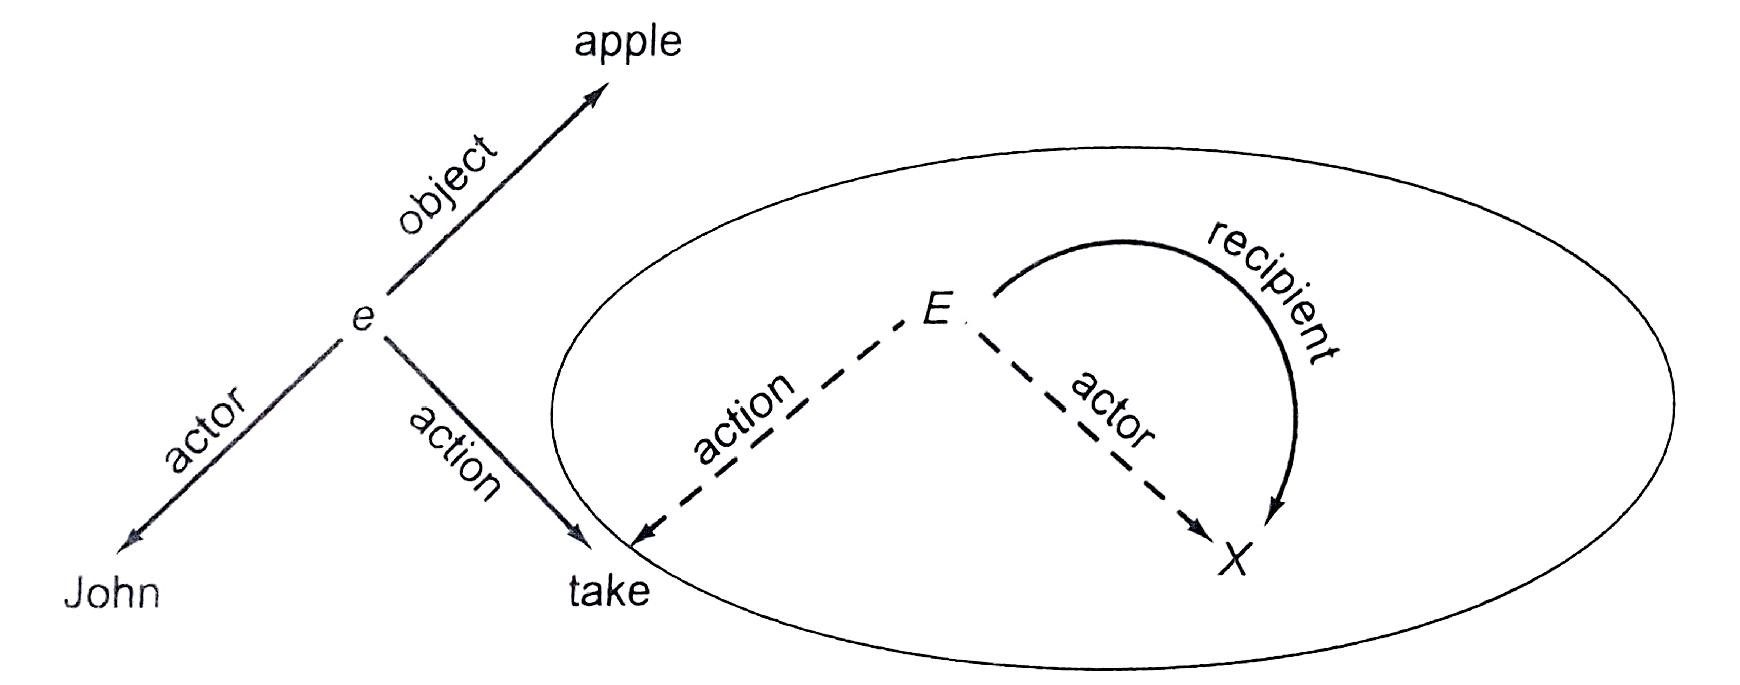 apple
object
recipient
e
E
actor
action
action
actor
X
John
take